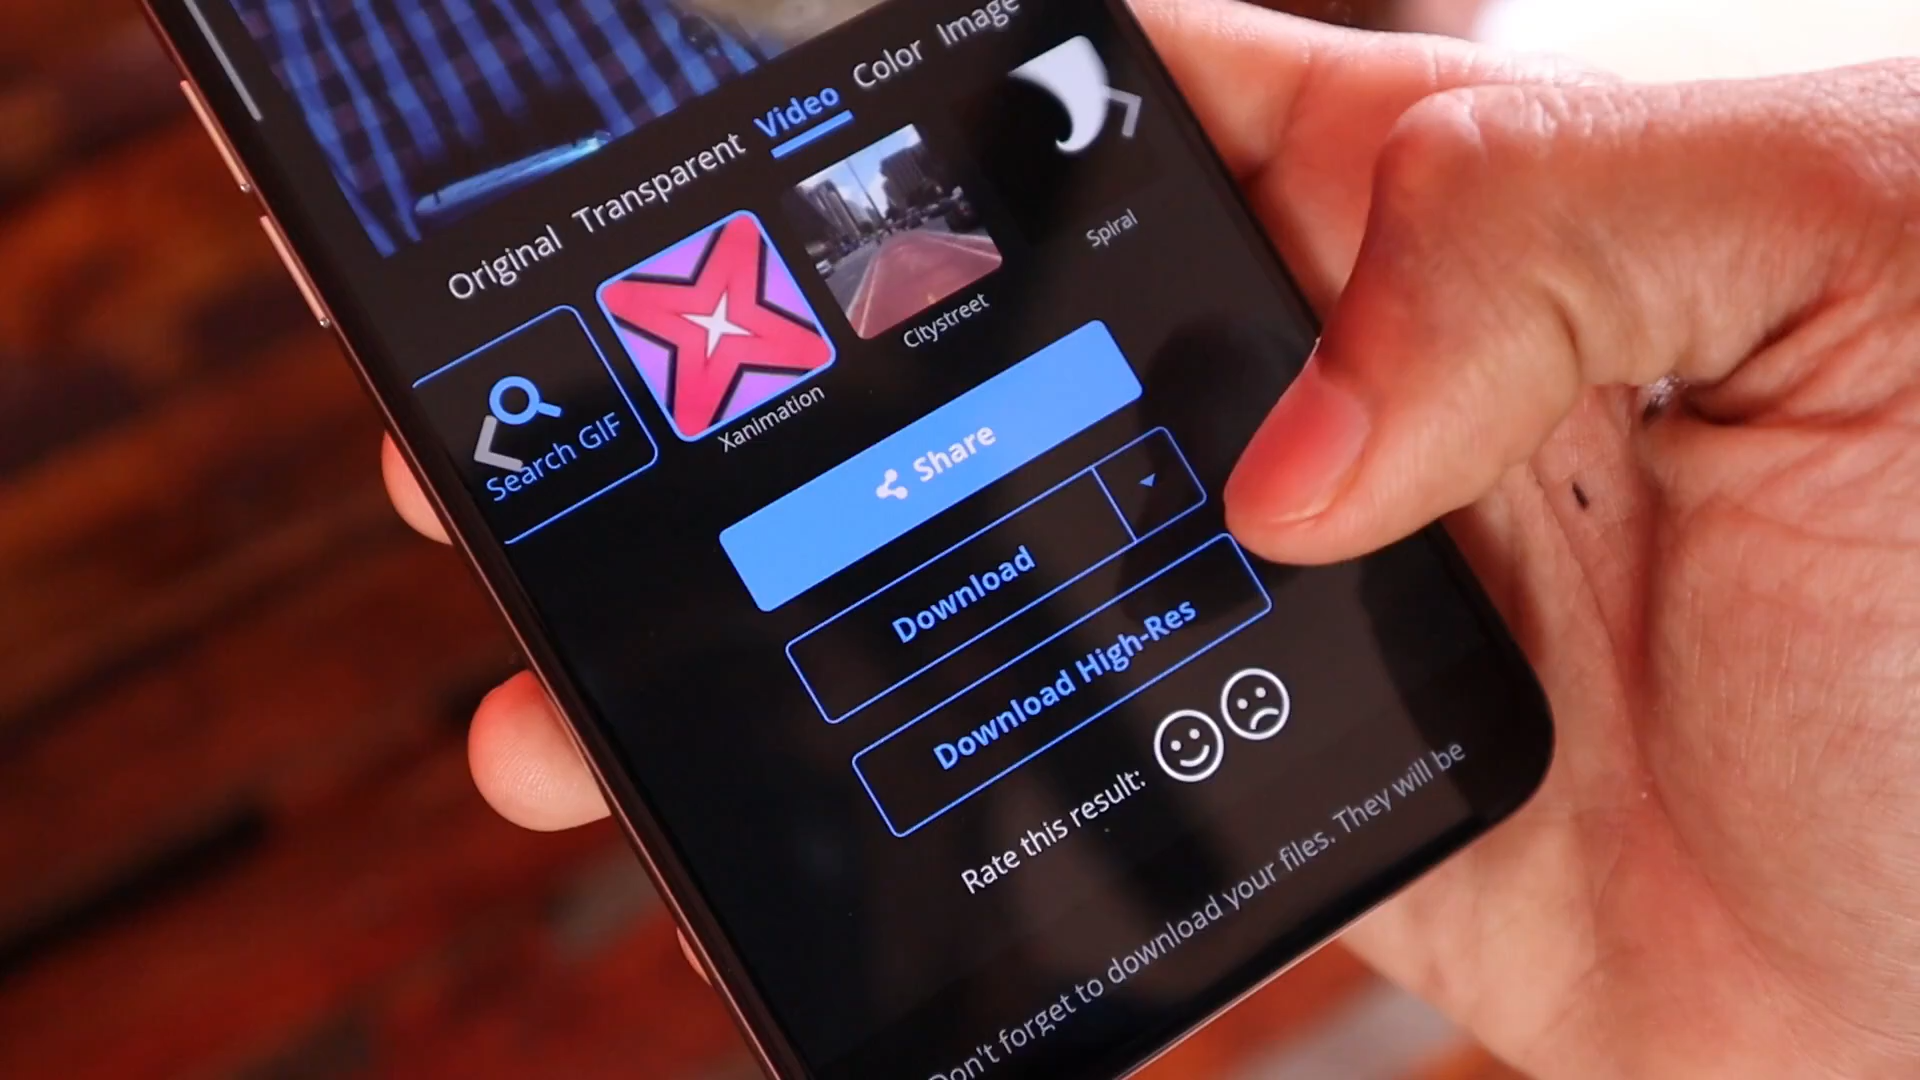 Original Transparent Video Color Image
Search GIF
Xanimation
Citystreet
Spiral
Share
Download
Download High-Res
Rate this result:
Don't forget to download your files. They will be